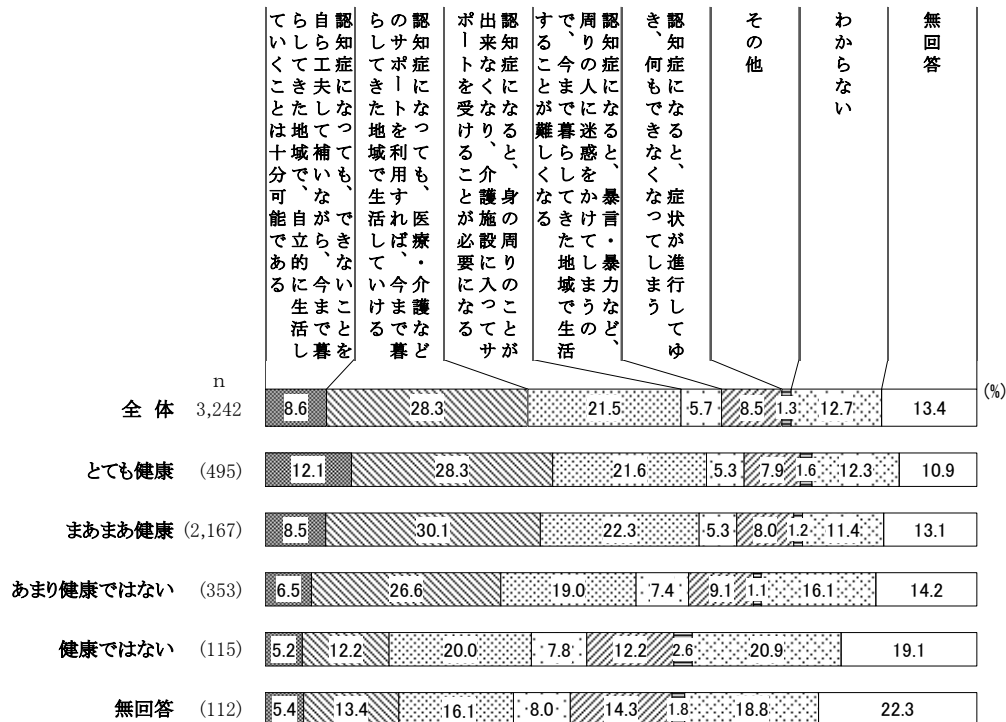 認知症になっても、できないことを
自ら工夫して補いながら、今まで暮
らしてきた地域で、自立的に生活し
ていくことは十分可能である
認知症になっても、医療・介護など
のサポートを利用すれば、今まで暮
らしてきた地域で生活していける
認知症になると、身の周りのことが
出来なくなり、介護施設に入ってサ
ポートを受けることが必要になる
認知症になると、暴言・暴力など、
周りの人に迷惑をかけてしまうの
で、今まで暮らしてきた地域で生活
することが難しくなる
認知症になると、症状が進行してゆ
き、何もできなくなってしまう
その他
わからない
無回答
n
(%)
全 体 3,242 8.6 28.3 21.5 5.7 8.5 1.3 12.7 13.4
とても健康 (495) 12.1 28.3 21.6 5.3 7.9 1.6 12.3 10.9
まあまあ健康 (2,167) 8.5 30.1 22.3 5.3 8.0 1.2 11.4 13.1
あまり健康ではない (353) 6.5 26.6 19.0 7.4 9.1 1.1 16.1 14.2
健康ではない (115) 5.2 12.2 20.0 7.8 12.2 2.6 20.9 19.1
無回答 (112) 5.4 13.4 16.1 8.0 14.3 1.8 18.8 22.3